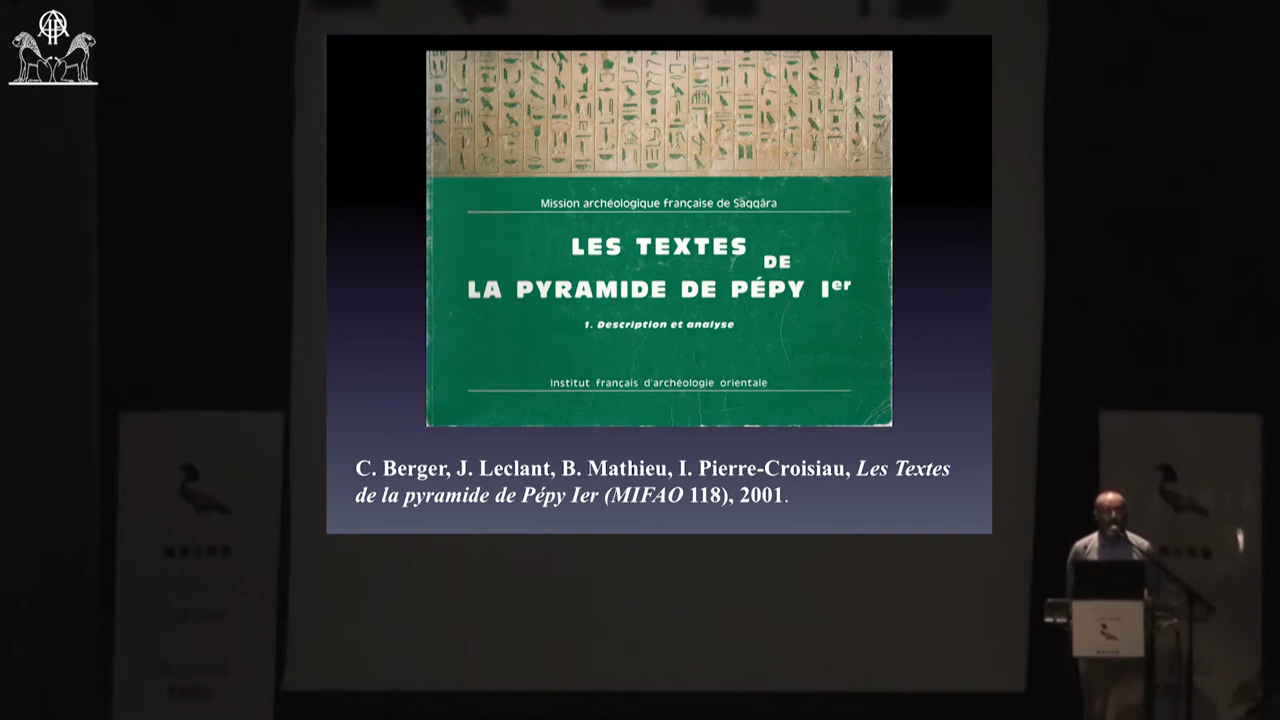 Mission archéologique française de Saqqâra
LES TEXTES
DE
LA PYRAMIDE DE PÉPY Ier
1. Description et analyse
Institut français d'archéologie orientale
C. Berger, J. Leclant, B. Mathieu, I. Pierre-Croisiau, Les Textes
de la pyramide de Pépy Ier (MIFAO 118), 2001.